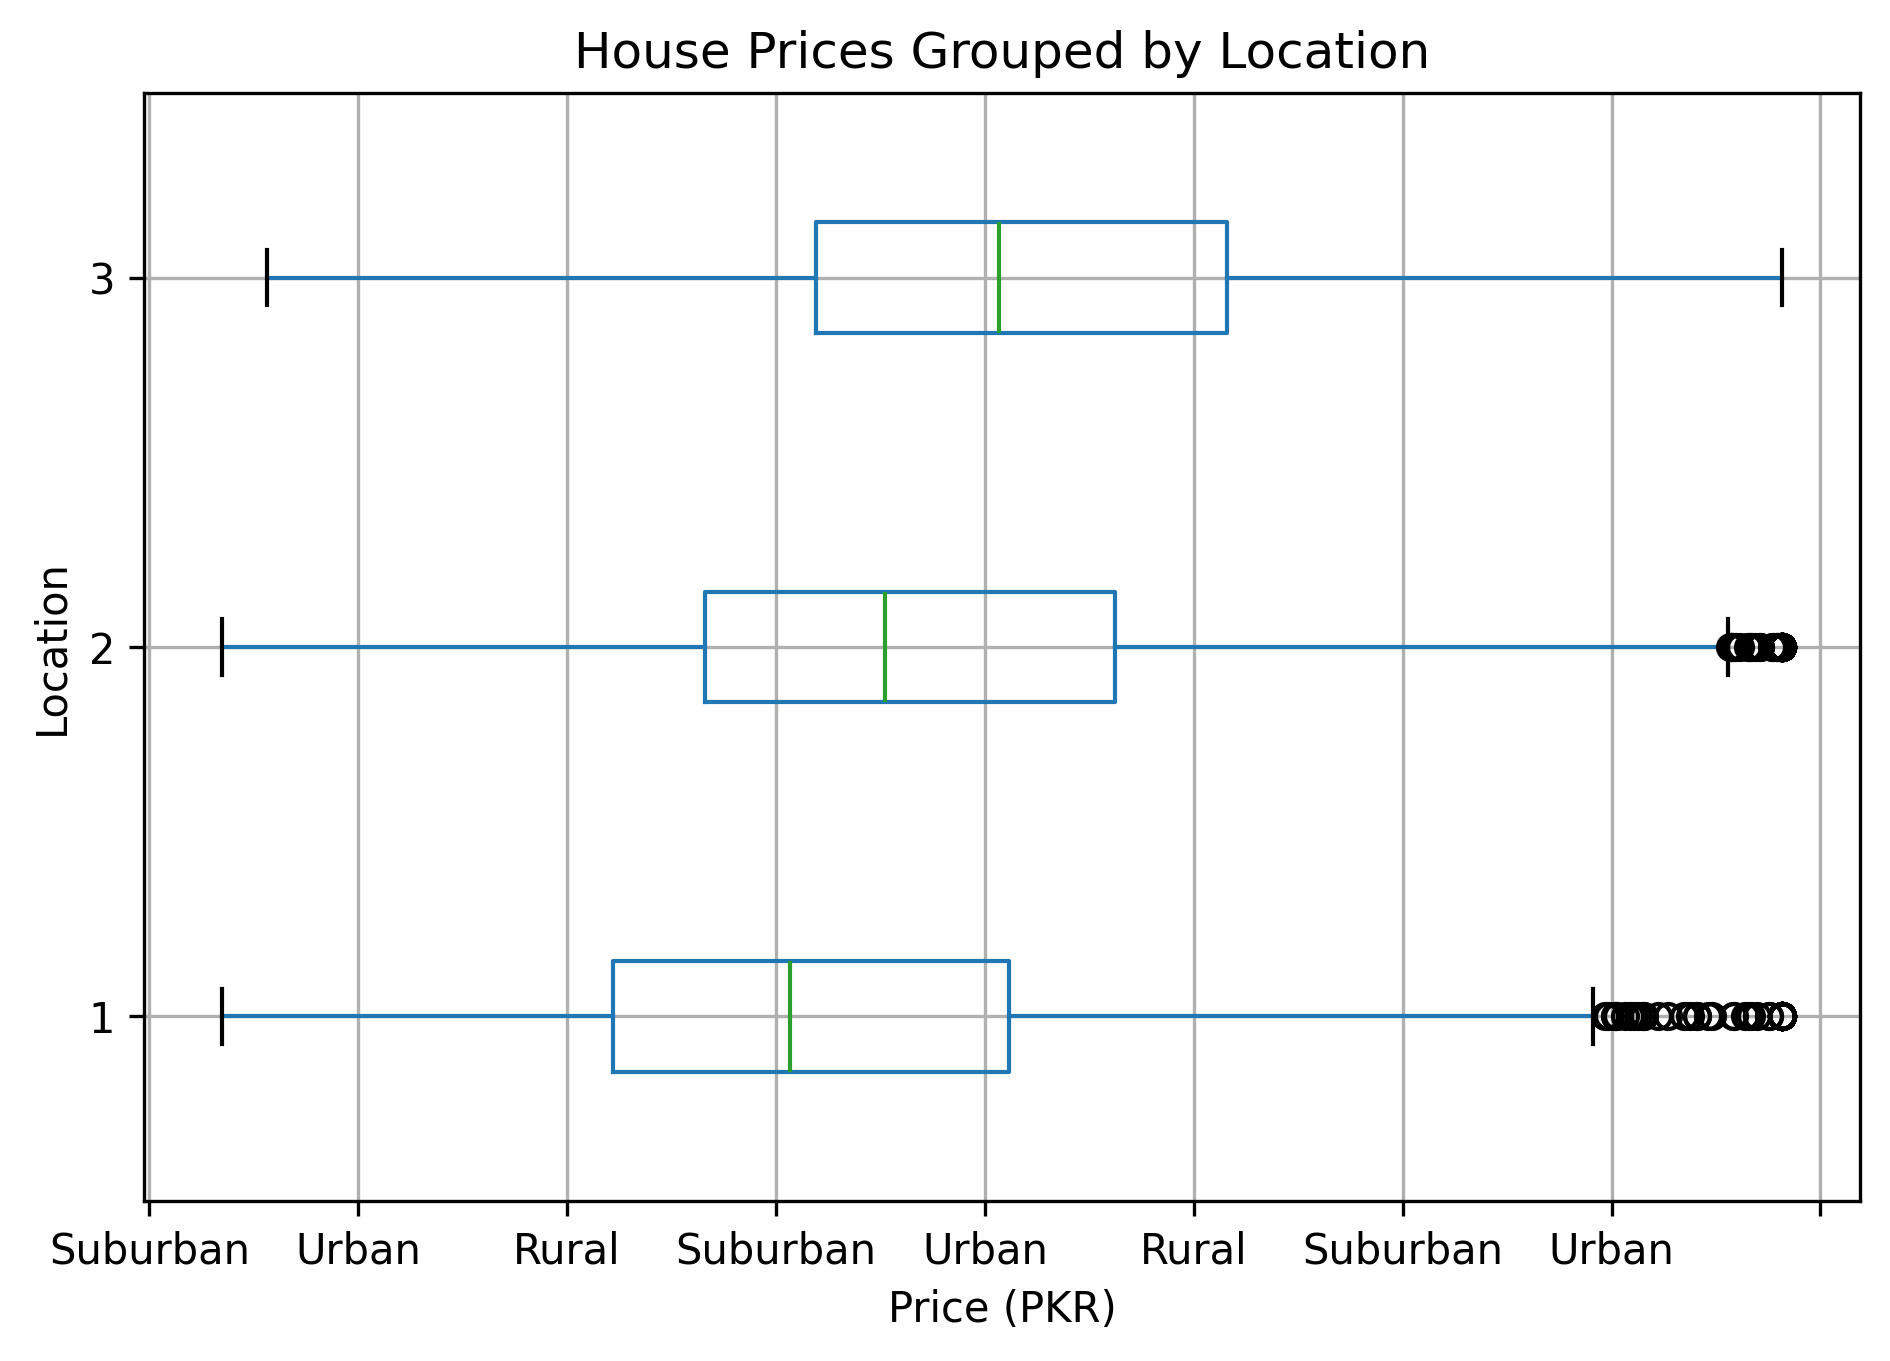 House Prices Grouped by Location
Location
3
2
1
Suburban Urban Rural Suburban Urban Rural Suburban Urban
Price (PKR)